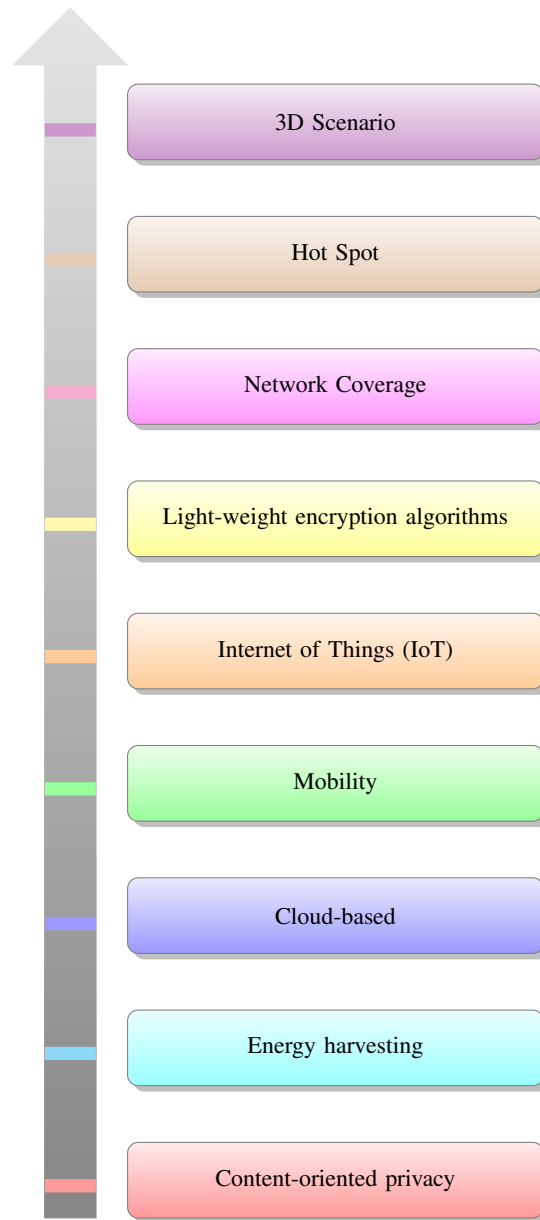 3D Scenario
Hot Spot
Network Coverage
Light-weight encryption algorithms
Internet of Things (IoT)
Mobility
Cloud-based
Energy harvesting
Content-oriented privacy